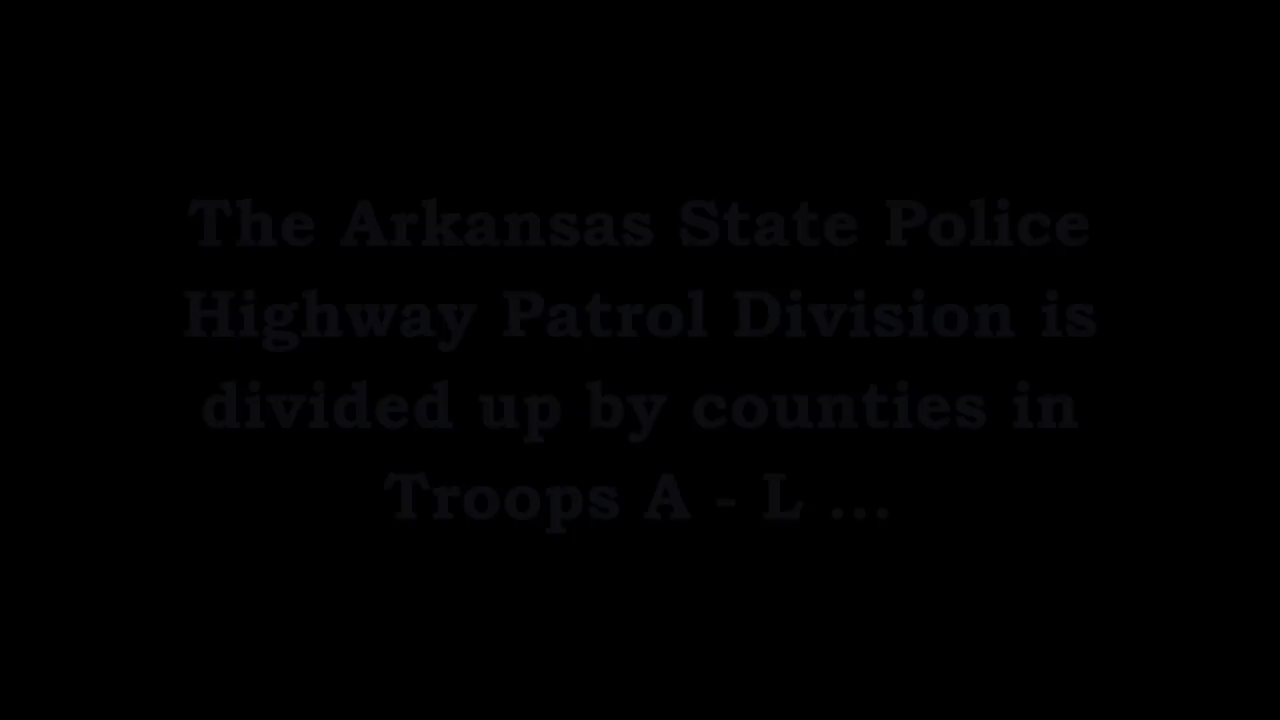 The Arkansas State Police
Highway Patrol Division is
divided up by counties in
Troops A - L ...